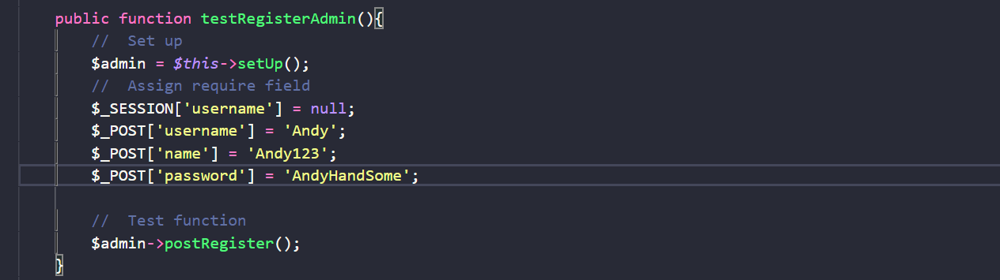 public function testRegisterAdmin(){
//  Set up
$admin = $this->setUp();
//  Assign require field
$_SESSION['username'] = null;
$_POST['username'] = 'Andy';
$_POST['name'] = 'Andy123';
$_POST['password'] = 'AndyHandSome';
//  Test function
$admin->postRegister();
}